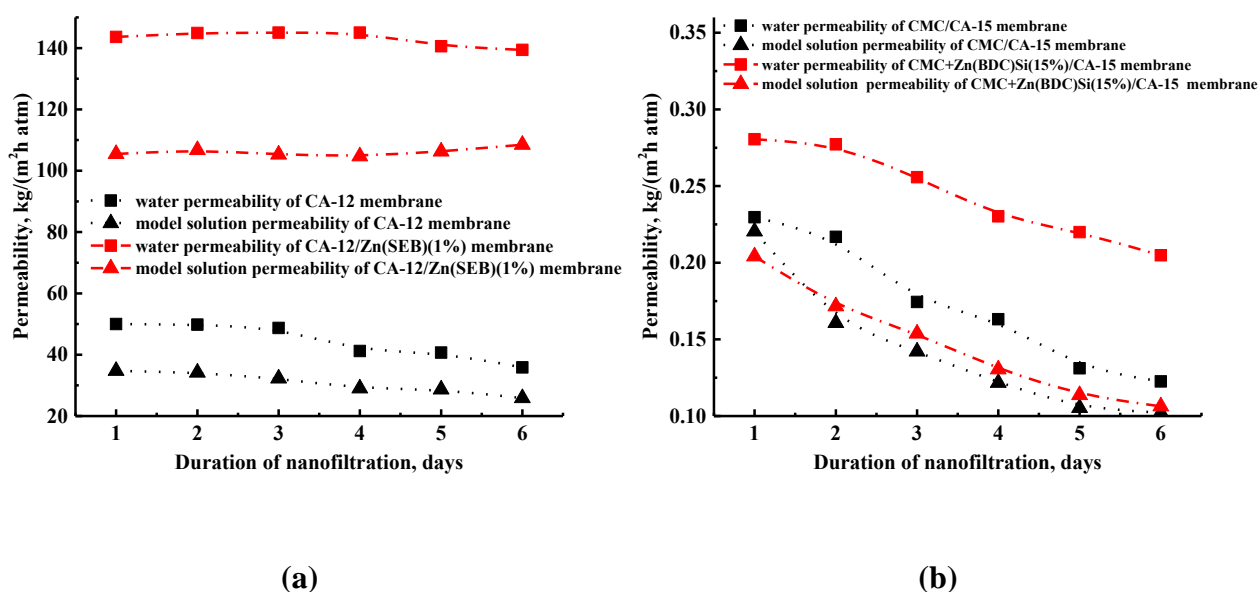 Permeability, kg/(m²h atm)
140
120
100
80
60
40
20
water permeability of CA-12 membrane
model solution permeability of CA-12 membrane
water permeability of CA-12/Zn(SEB)(1%) membrane
model solution permeability of CA-12/Zn(SEB)(1%) membrane
1 2 3 4 5 6
Duration of nanofiltration, days
(a)
Permeability, kg/(m²h atm)
0.35
0.30
0.25
0.20
0.15
0.10
water permeability of CMC/CA-15 membrane
model solution permeability of CMC/CA-15 membrane
water permeability of CMC+Zn(BDC)Si(15%)/CA-15 membrane
model solution permeability of CMC+Zn(BDC)Si(15%)/CA-15 membrane
1 2 3 4 5 6
Duration of nanofiltration, days
(b)